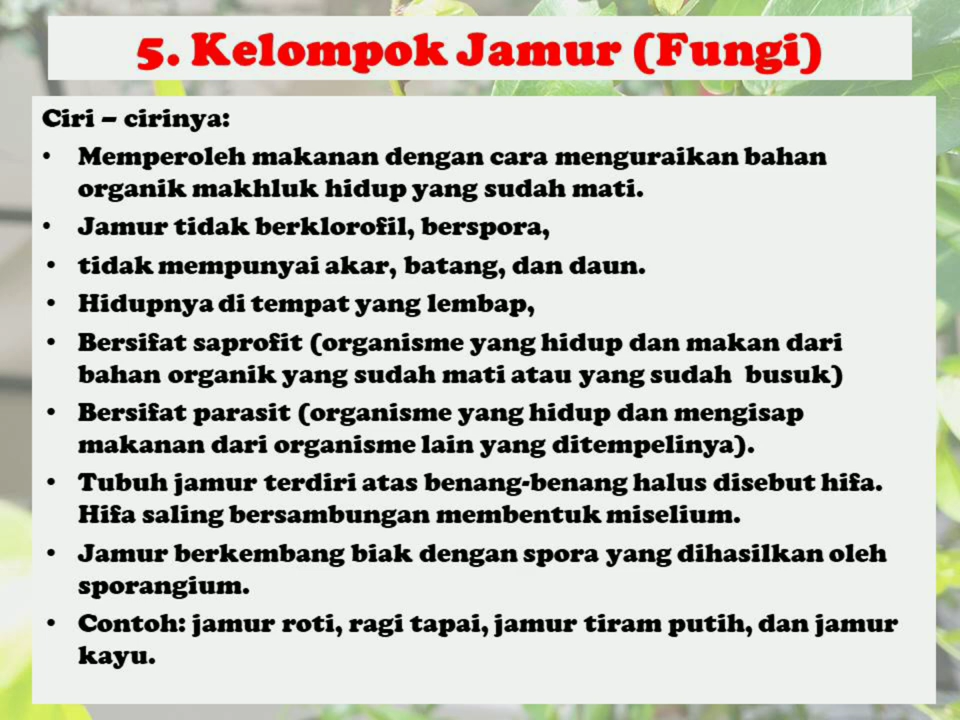 5. Kelompok Jamur (Fungi)
Ciri – cirinya:
• Memperoleh makanan dengan cara menguraikan bahan
organik makhluk hidup yang sudah mati.
• Jamur tidak berklorofil, berspora,
• tidak mempunyai akar, batang, dan daun.
• Hidupnya di tempat yang lembap,
• Bersifat saprofit (organisme yang hidup dan makan dari
bahan organik yang sudah mati atau yang sudah busuk)
• Bersifat parasit (organisme yang hidup dan mengisap
makanan dari organisme lain yang ditempelinya).
• Tubuh jamur terdiri atas benang-benang halus disebut hifa.
Hifa saling bersambungan membentuk miselium.
• Jamur berkembang biak dengan spora yang dihasilkan oleh
sporangium.
• Contoh: jamur roti, ragi tapai, jamur tiram putih, dan jamur
kayu.